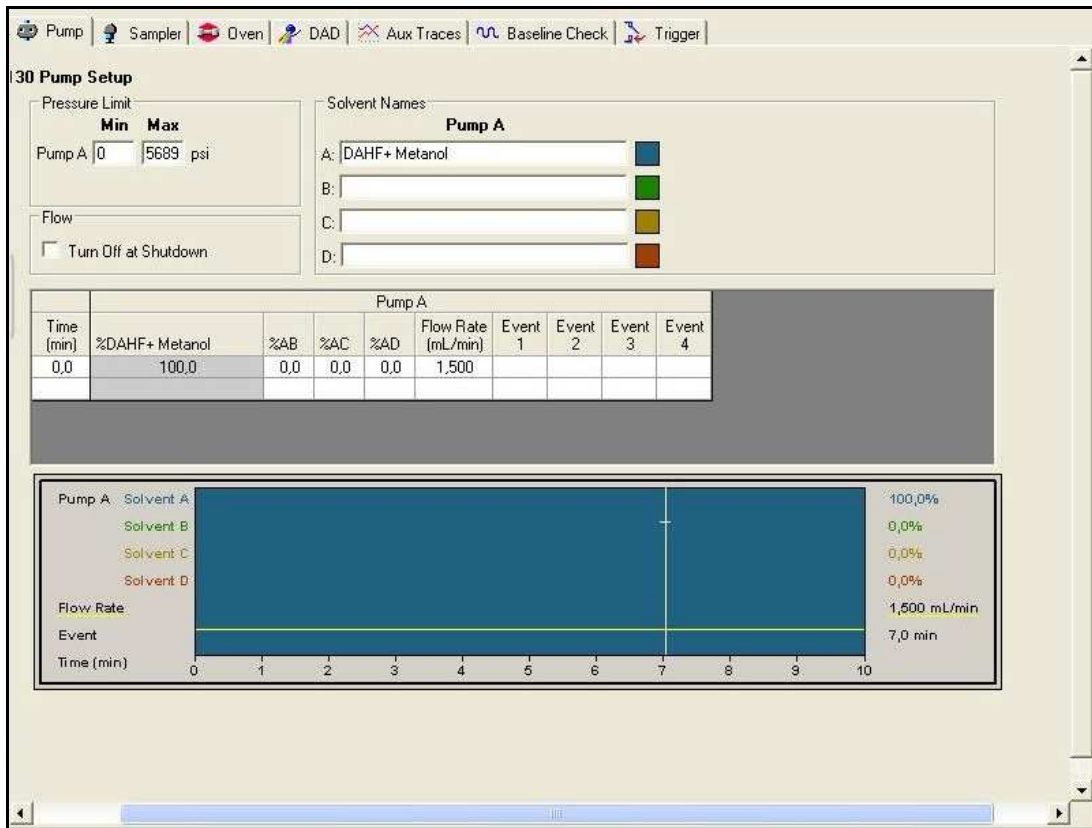 Pump Sampler Oven DAD Aux Traces Baseline Check Trigger
30 Pump Setup
Pressure Limit
Min Max
Pump A 0 5689 psi
Flow
Turn Off at Shutdown
Solvent Names
Pump A
A: DAHF+ Metanol
B:
C:
D:
Pump A
Time (min) %DAHF+ Metanol %AB %AC %AD Flow Rate (mL/min) Event 1 Event 2 Event 3 Event 4
0,0 100,0 0,0 0,0 0,0 1,500
Pump A Solvent A 100,0%
Solvent B 0,0%
Solvent C 0,0%
Solvent D 0,0%
Flow Rate 1,500 mL/min
Event 7,0 min
Time (min) 0 1 2 3 4 5 6 7 8 9 10